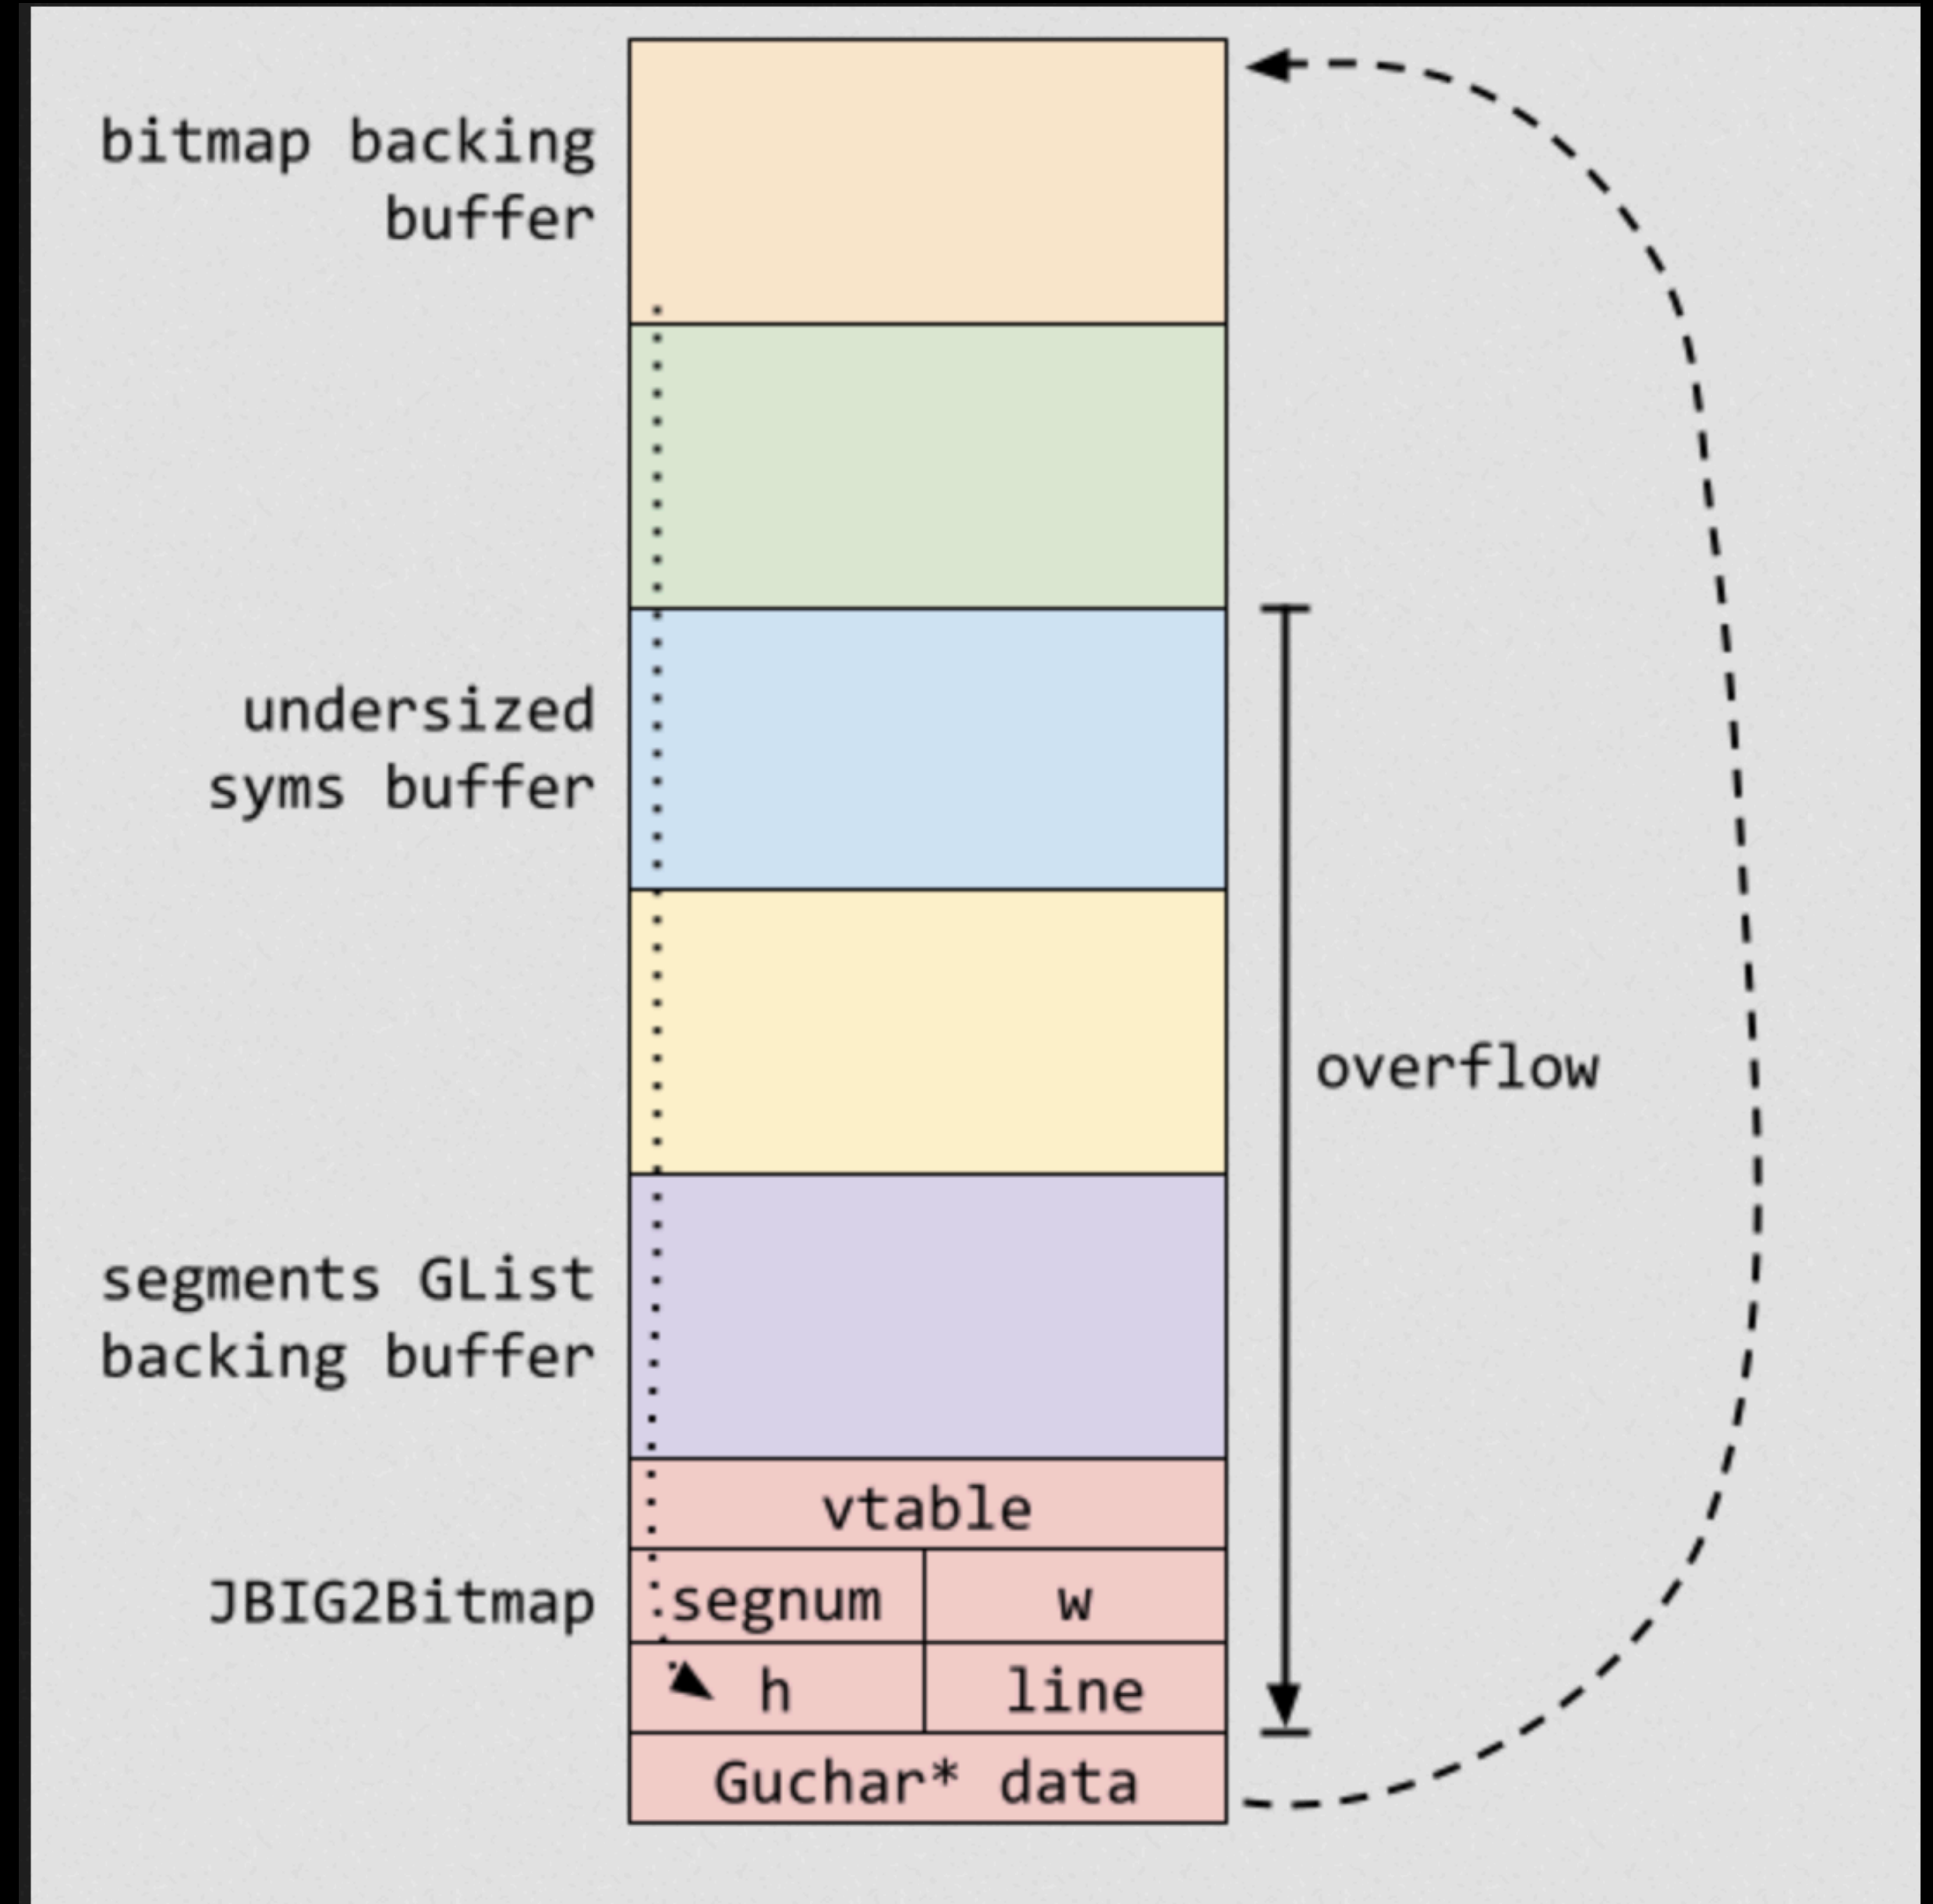 bitmap backing
buffer
undersized
syms buffer
overflow
segments GList
backing buffer
vtable
JBIG2Bitmap
segnum
w
h
line
Guchar* data